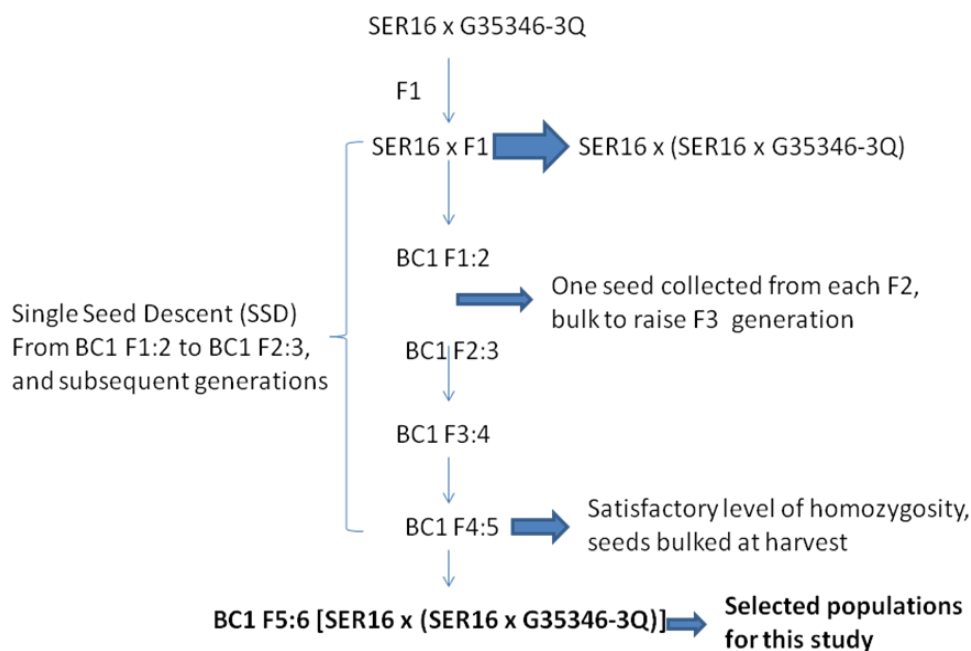 SER16 x G35346-3Q
F1
SER16 x F1
SER16 x (SER16 x G35346-3Q)
BC1 F1:2
One seed collected from each F2,
bulk to raise F3 generation
Single Seed Descent (SSD)
From BC1 F1:2 to BC1 F2:3,
and subsequent generations
BC1 F2:3
BC1 F3:4
BC1 F4:5
Satisfactory level of homozygosity,
seeds bulked at harvest
BC1 F5:6 [SER16 x (SER16 x G35346-3Q)]
Selected populations
for this study